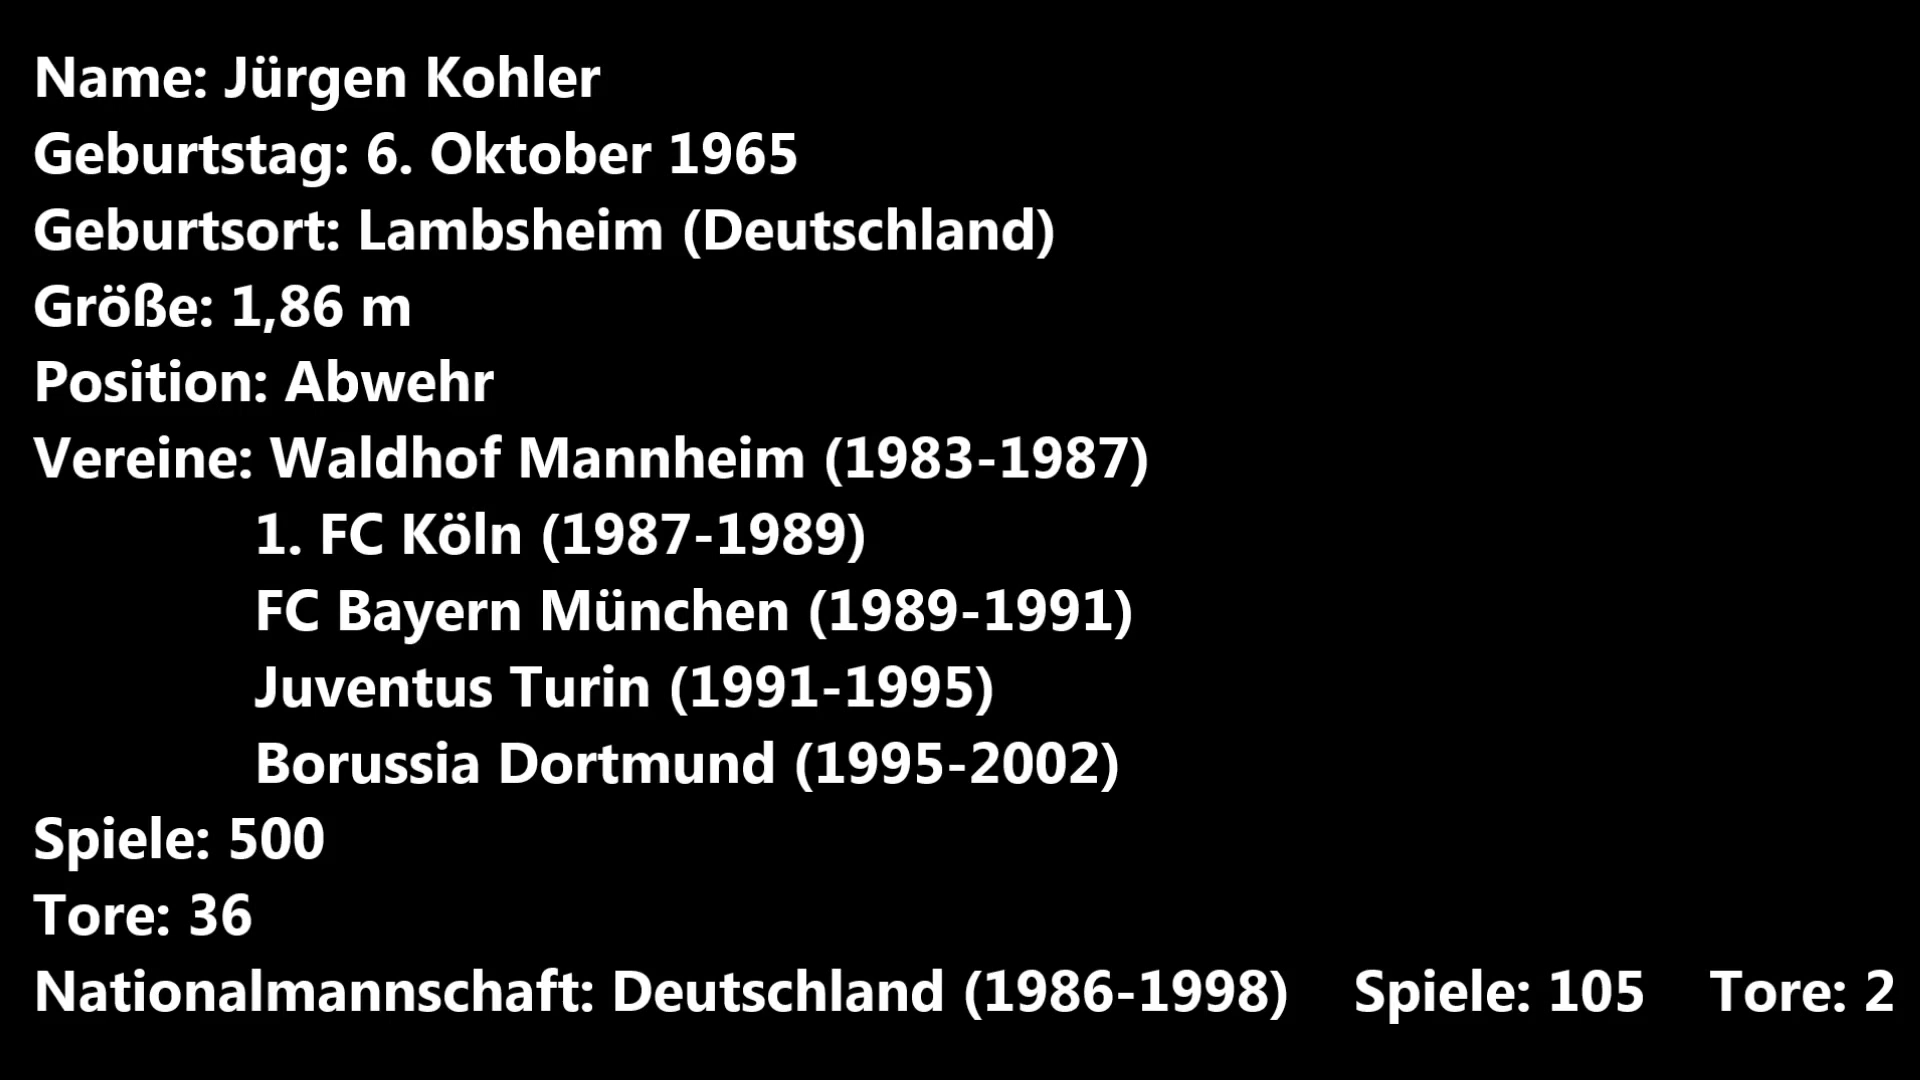 Name: Jürgen Kohler
Geburtstag: 6. Oktober 1965
Geburtsort: Lambsheim (Deutschland)
Größe: 1,86 m
Position: Abwehr
Vereine: Waldhof Mannheim (1983-1987)
1. FC Köln (1987-1989)
FC Bayern München (1989-1991)
Juventus Turin (1991-1995)
Borussia Dortmund (1995-2002)
Spiele: 500
Tore: 36
Nationalmannschaft: Deutschland (1986-1998) Spiele: 105 Tore: 2